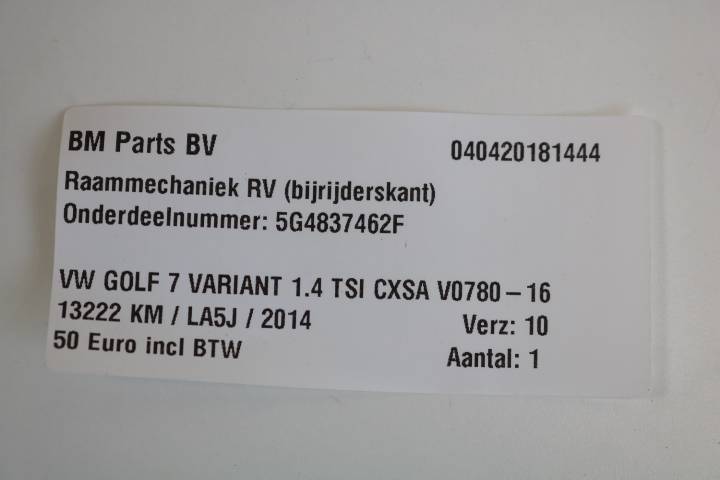 BM Parts BV 040420181444
Raammechaniek RV (bijrijderskant)
Onderdeelnummer: 5G4837462F
VW GOLF 7 VARIANT 1.4 TSI CXSA V0780-16
13222 KM / LA5J / 2014 Verz: 10
50 Euro incl BTW Aantal: 1